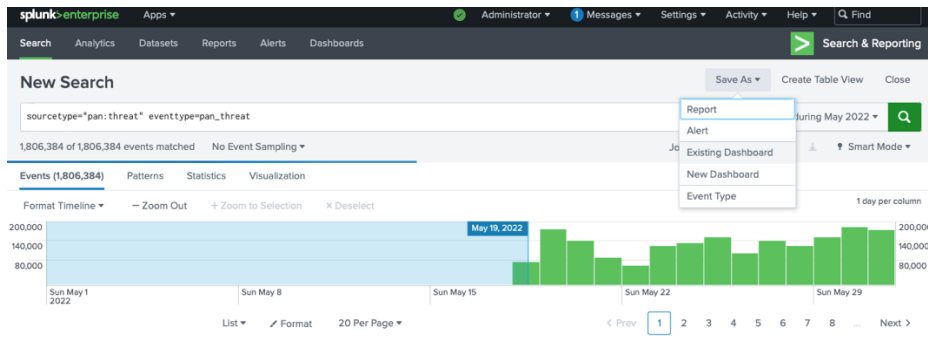 splunk>enterprise Apps Administrator 1 Messages Settings Activity Help Find
Search Analytics Datasets Reports Alerts Dashboards Search & Reporting
New Search Save As Create Table View Close
sourcetype="pan:threat" eventtype=pan_threat during May 2022
Report
Alert
Existing Dashboard
New Dashboard
Event Type
1,806,384 of 1,806,384 events matched No Event Sampling Smart Mode
Events (1,806,384) Patterns Statistics Visualization
Format Timeline — Zoom Out + Zoom to Selection × Deselect 1 day per column
200,000 May 19, 2022 200,000
140,000 140,000
80,000 80,000
Sun May 1 Sun May 8 Sun May 15 Sun May 22 Sun May 29
2022
List Format 20 Per Page < Prev 1 2 3 4 5 6 7 8 ... Next >